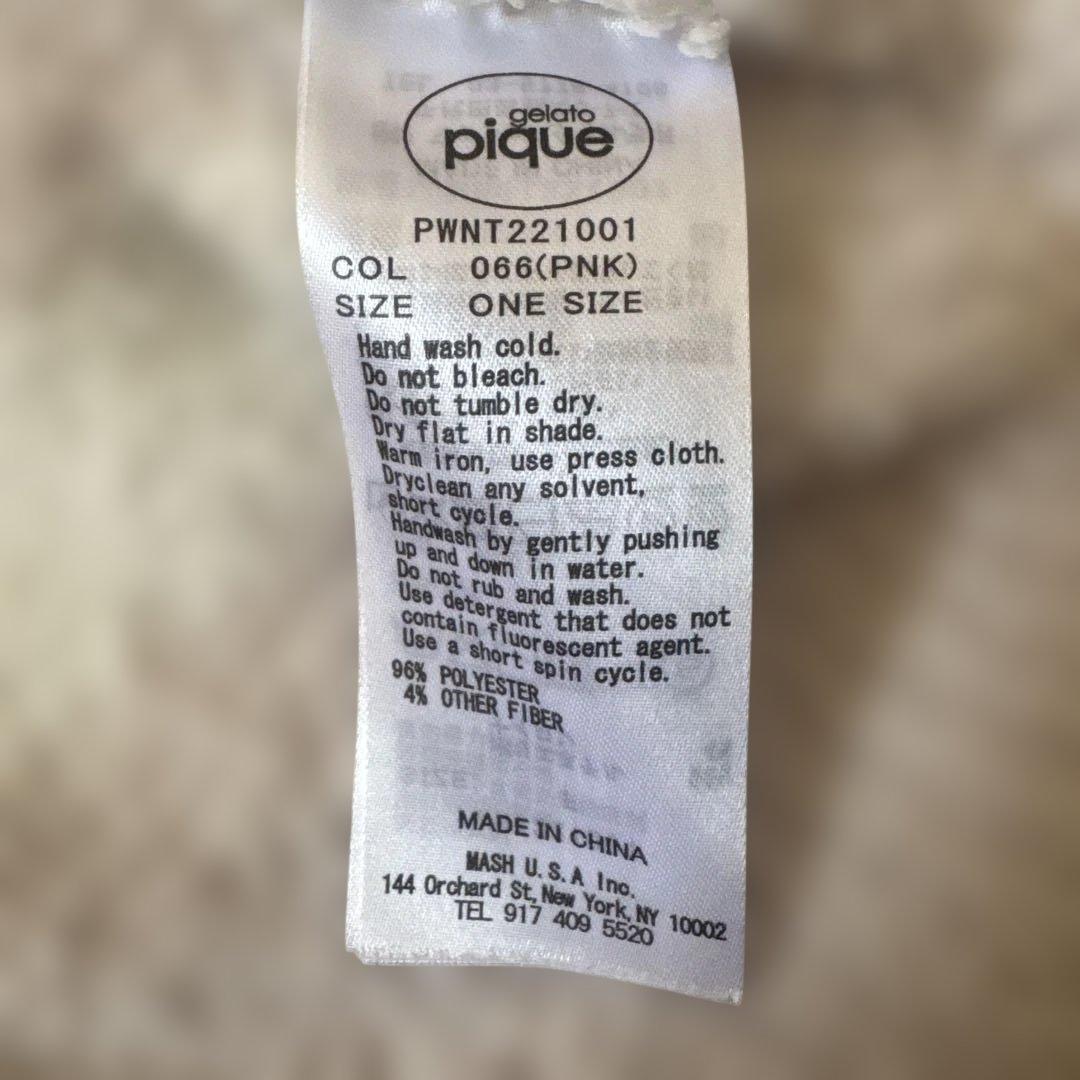 gelato
pique
PWNT221001
COL 066(PNK)
SIZE ONE SIZE
Hand wash cold.
Do not bleach.
Do not tumble dry.
Dry flat in shade.
Warm iron, use press cloth.
Dryclean any solvent,
short cycle.
Handwash by gently pushing
up and down in water.
Do not rub and wash.
Use detergent that does not
contain fluorescent agent.
Use a short spin cycle.
96% POLYESTER
4% OTHER FIBER
MADE IN CHINA
MASH U.S.A Inc.
144 Orchard St, New York, NY 10002
TEL 917 409 5520